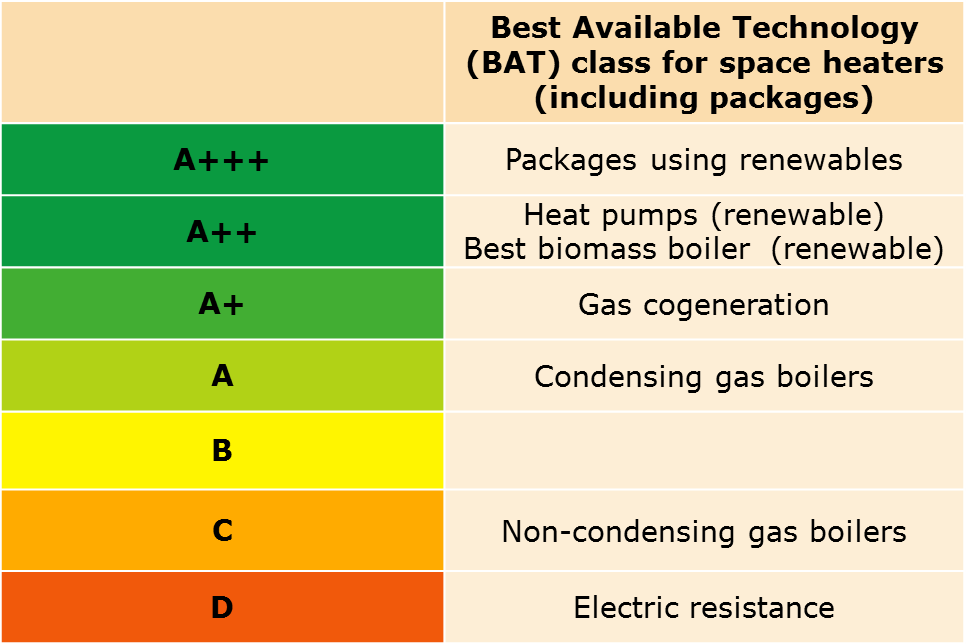 Best Available Technology
(BAT) class for space heaters
(including packages)
A+++
Packages using renewables
A++
Heat pumps (renewable)
Best biomass boiler  (renewable)
A+
Gas cogeneration
A
Condensing gas boilers
B
C
Non-condensing gas boilers
D
Electric resistance